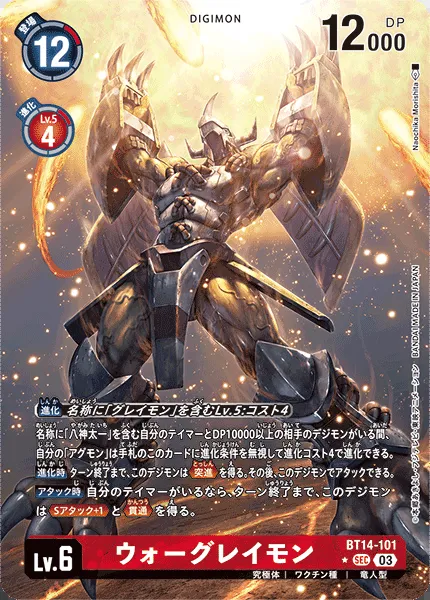 登場
12
DIGIMON
DP
12000
進化
Lv.5
4
Naochika Morishita
BANDAI MADE IN JAPAN
進化 名称に「グレイモン」を含むLv.5:コスト4
名称に「八神太一」を含む自分のテイマーとDP10000以上の相手のデジモンがいる間、
自分の「アグモン」は手札のこのカードに進化条件を無視して進化コスト4で進化できる。
進化時 ターン終了まで、このデジモンは 突進 を得る。その後、このデジモンでアタックできる。
アタック時 自分のテイマーがいるなら、ターン終了まで、このデジモン
は Sアタック+1 と 貫通 を得る。
Lv.6
ウォーグレイモン
BT14-101
SEC 03
究極体 | ワクチン種 | 竜人型